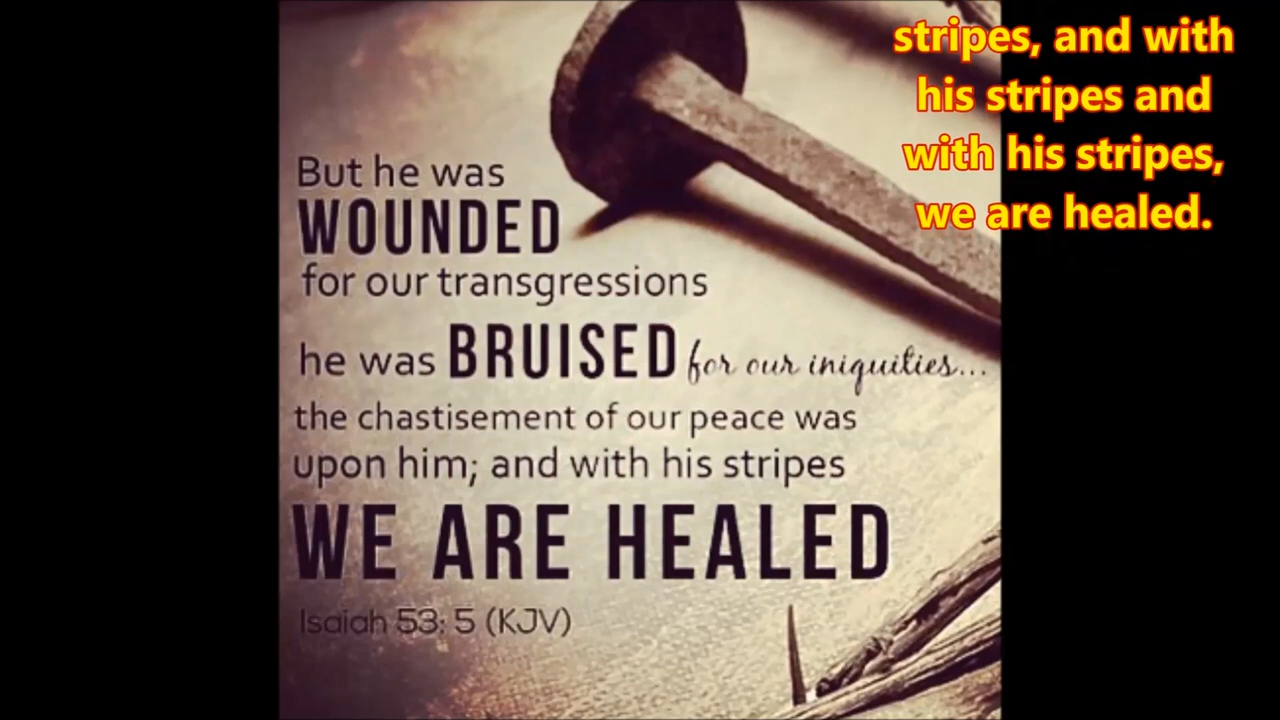 But he was
WOUNDED
for our transgressions
he was BRUISED for our iniquities...
the chastisement of our peace was
upon him; and with his stripes
WE ARE HEALED
Isaiah 53: 5 (KJV)
stripes, and with
his stripes and
with his stripes,
we are healed.